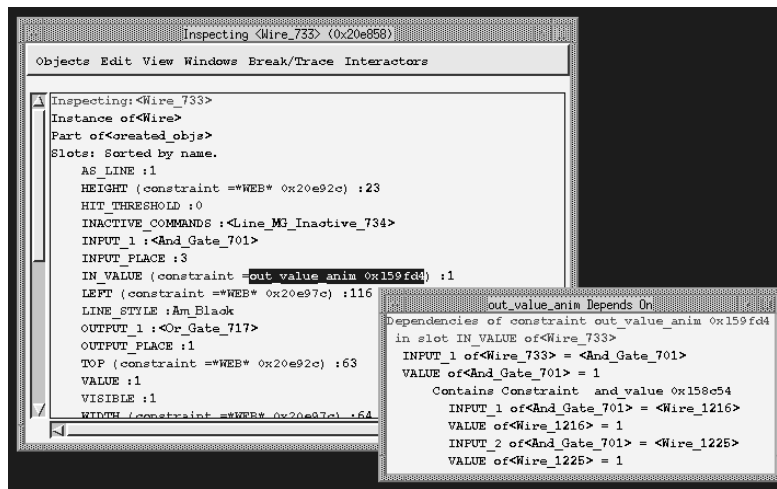 Inspecting <Wire_733> (0x20e858)
Objects Edit View Windows Break/Trace Interactors
Inspecting:<Wire_733>
Instance of<Wire>
Part of<created_objs>
Slots: Sorted by name.
AS_LINE :1
HEIGHT (constraint =*WEB* 0x20e92c) :23
HIT_THRESHOLD :0
INACTIVE_COMMANDS :<Line_MG_Inactive_734>
INPUT_1 :<And_Gate_701>
INPUT_PLACE :3
IN_VALUE (constraint =out_value_anim 0x159fd4) :1
LEFT (constraint =*WEB* 0x20e97c) :116
LINE_STYLE :Am_Black
OUTPUT_1 :<Or_Gate_717>
OUTPUT_PLACE :1
TOP (constraint =*WEB* 0x20e92c) :63
VALUE :1
VISIBLE :1
WIDTH (constraint =*WEB* 0x20e97c) :64
out_value_anim Depends On
Dependencies of constraint out_value_anim 0x159fd4
in slot IN_VALUE of<Wire_733>
INPUT_1 of<Wire_733> = <And_Gate_701>
VALUE of<And_Gate_701> = 1
Contains Constraint and_value 0x158c54
INPUT_1 of<And_Gate_701> = <Wire_1216>
VALUE of<Wire_1216> = 1
INPUT_2 of<And_Gate_701> = <Wire_1225>
VALUE of<Wire_1225> = 1